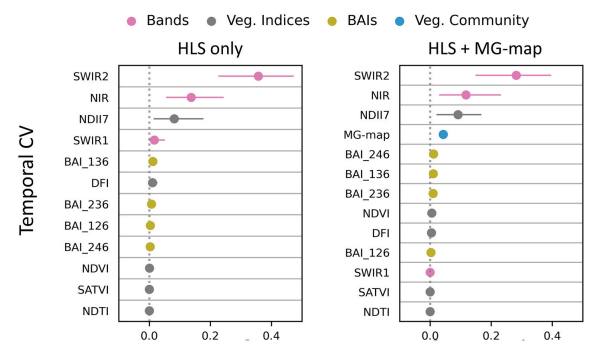 Bands Veg. Indices BAIs Veg. Community
HLS only
HLS + MG-map
Temporal CV
SWIR2
NIR
NDII7
SWIR1
BAI_136
DFI
BAI_236
BAI_126
BAI_246
NDVI
SATVI
NDTI
0.0 0.2 0.4
SWIR2
NIR
NDII7
MG-map
BAI_246
BAI_136
BAI_236
NDVI
DFI
BAI_126
SWIR1
SATVI
NDTI
0.0 0.2 0.4